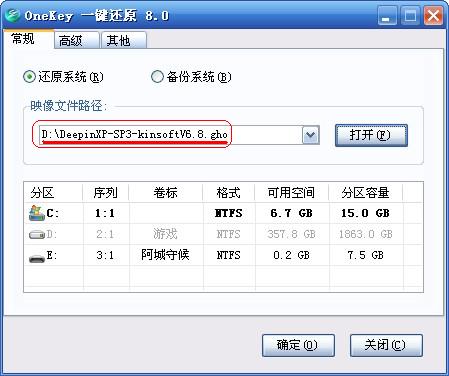 OneKey 一键还原 8.0
常规 高级 其他
还原系统(R) 备份系统(B)
映像文件路径:
D:\DeepinXP-SP3-kinsoftV6.8.gho 打开(F)
分区 序列 卷标 格式 可用空间 分区容量
C: 1:1 NTFS 6.7 GB 15.0 GB
D: 2:1 游戏 NTFS 357.8 GB 1863.0 GB
E: 3:1 阿城守候 NTFS 0.2 GB 7.5 GB
确定(O) 关闭(C)